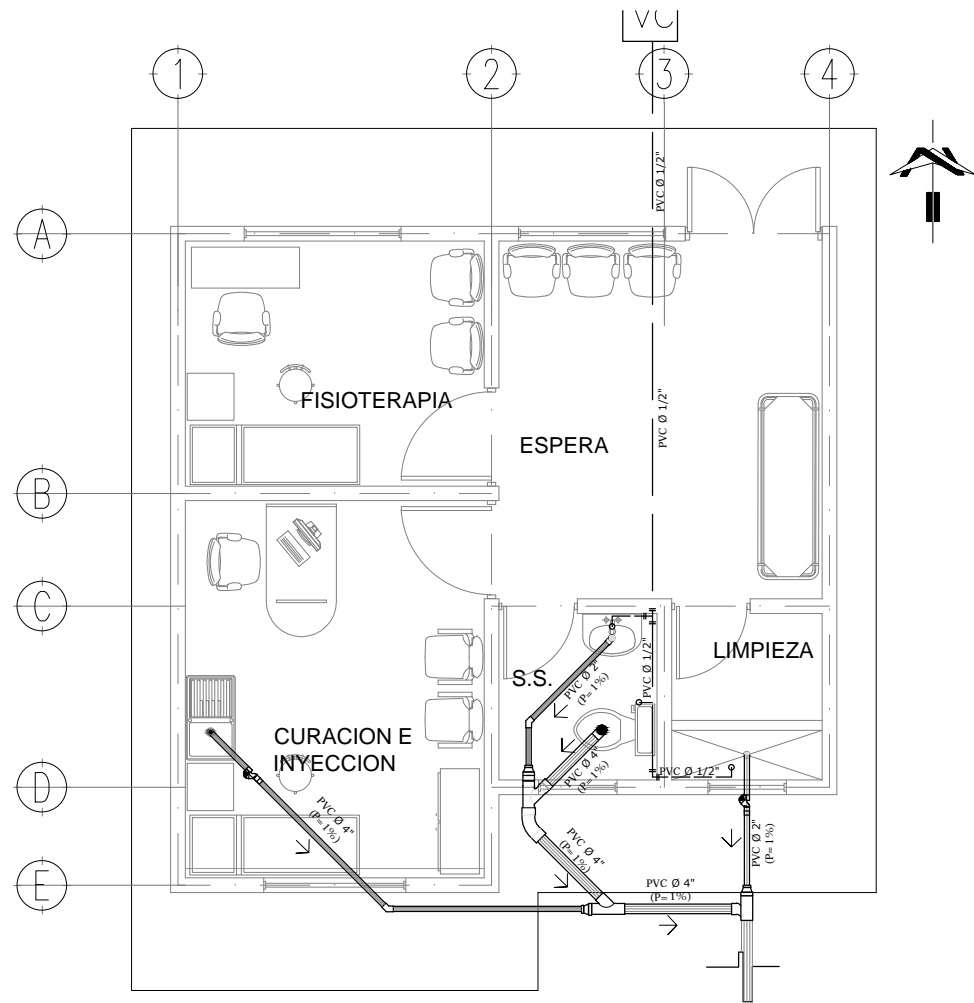 VC
1
2
3
4
A
PVC Ø 1/2"
FISIOTERAPIA
PVC Ø 1/2"
ESPERA
B
C
S.S.
PVC Ø 2"
(P=1%)
PVC Ø 1/2"
LIMPIEZA
CURACION E
INYECCION
PVC Ø 4"
(P=1%)
PVC Ø 1/2"
D
PVC Ø 4"
(P=1%)
PVC Ø 4"
(P=1%)
PVC Ø 2"
(P=1%)
E
PVC Ø 4"
(P=1%)